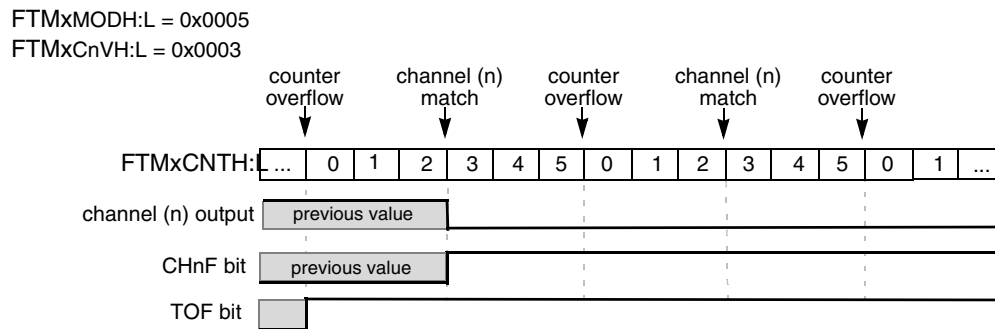 FTMxMODH:L = 0x0005
FTMxCnVH:L = 0x0003
counter overflow
channel (n) match
counter overflow
channel (n) match
counter overflow
FTMxCNTH:L ... 0 1 2 3 4 5 0 1 2 3 4 5 0 1 ...
channel (n) output previous value
CHnF bit previous value
TOF bit